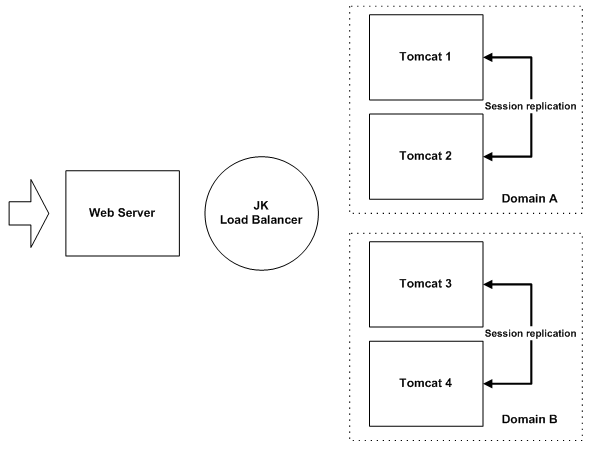 Tomcat 1
Session replication
Tomcat 2
Domain A
Web Server
JK
Load Balancer
Tomcat 3
Session replication
Tomcat 4
Domain B